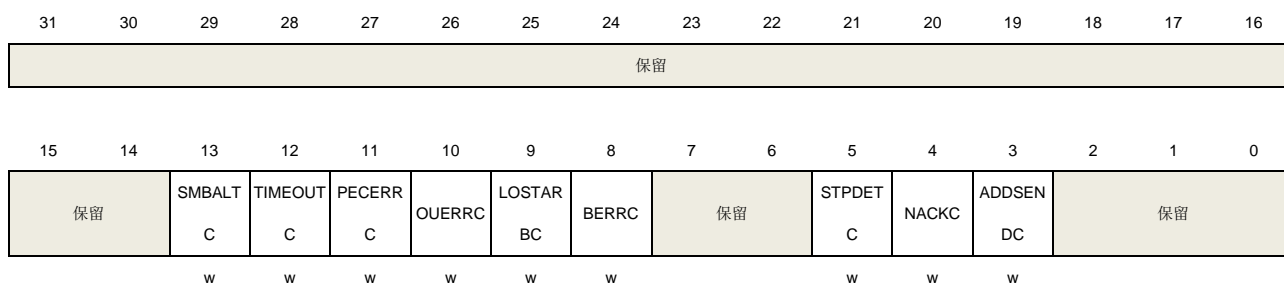 31 30 29 28 27 26 25 24 23 22 21 20 19 18 17 16
保留
15 14 13 12 11 10 9 8 7 6 5 4 3 2 1 0
保留 SMBALT TIMEOUT PECERR OUERRC LOSTAR BERRC 保留 STPDET NACKC ADDSEN 保留
C C C BC C DC
w w w w w w w w w